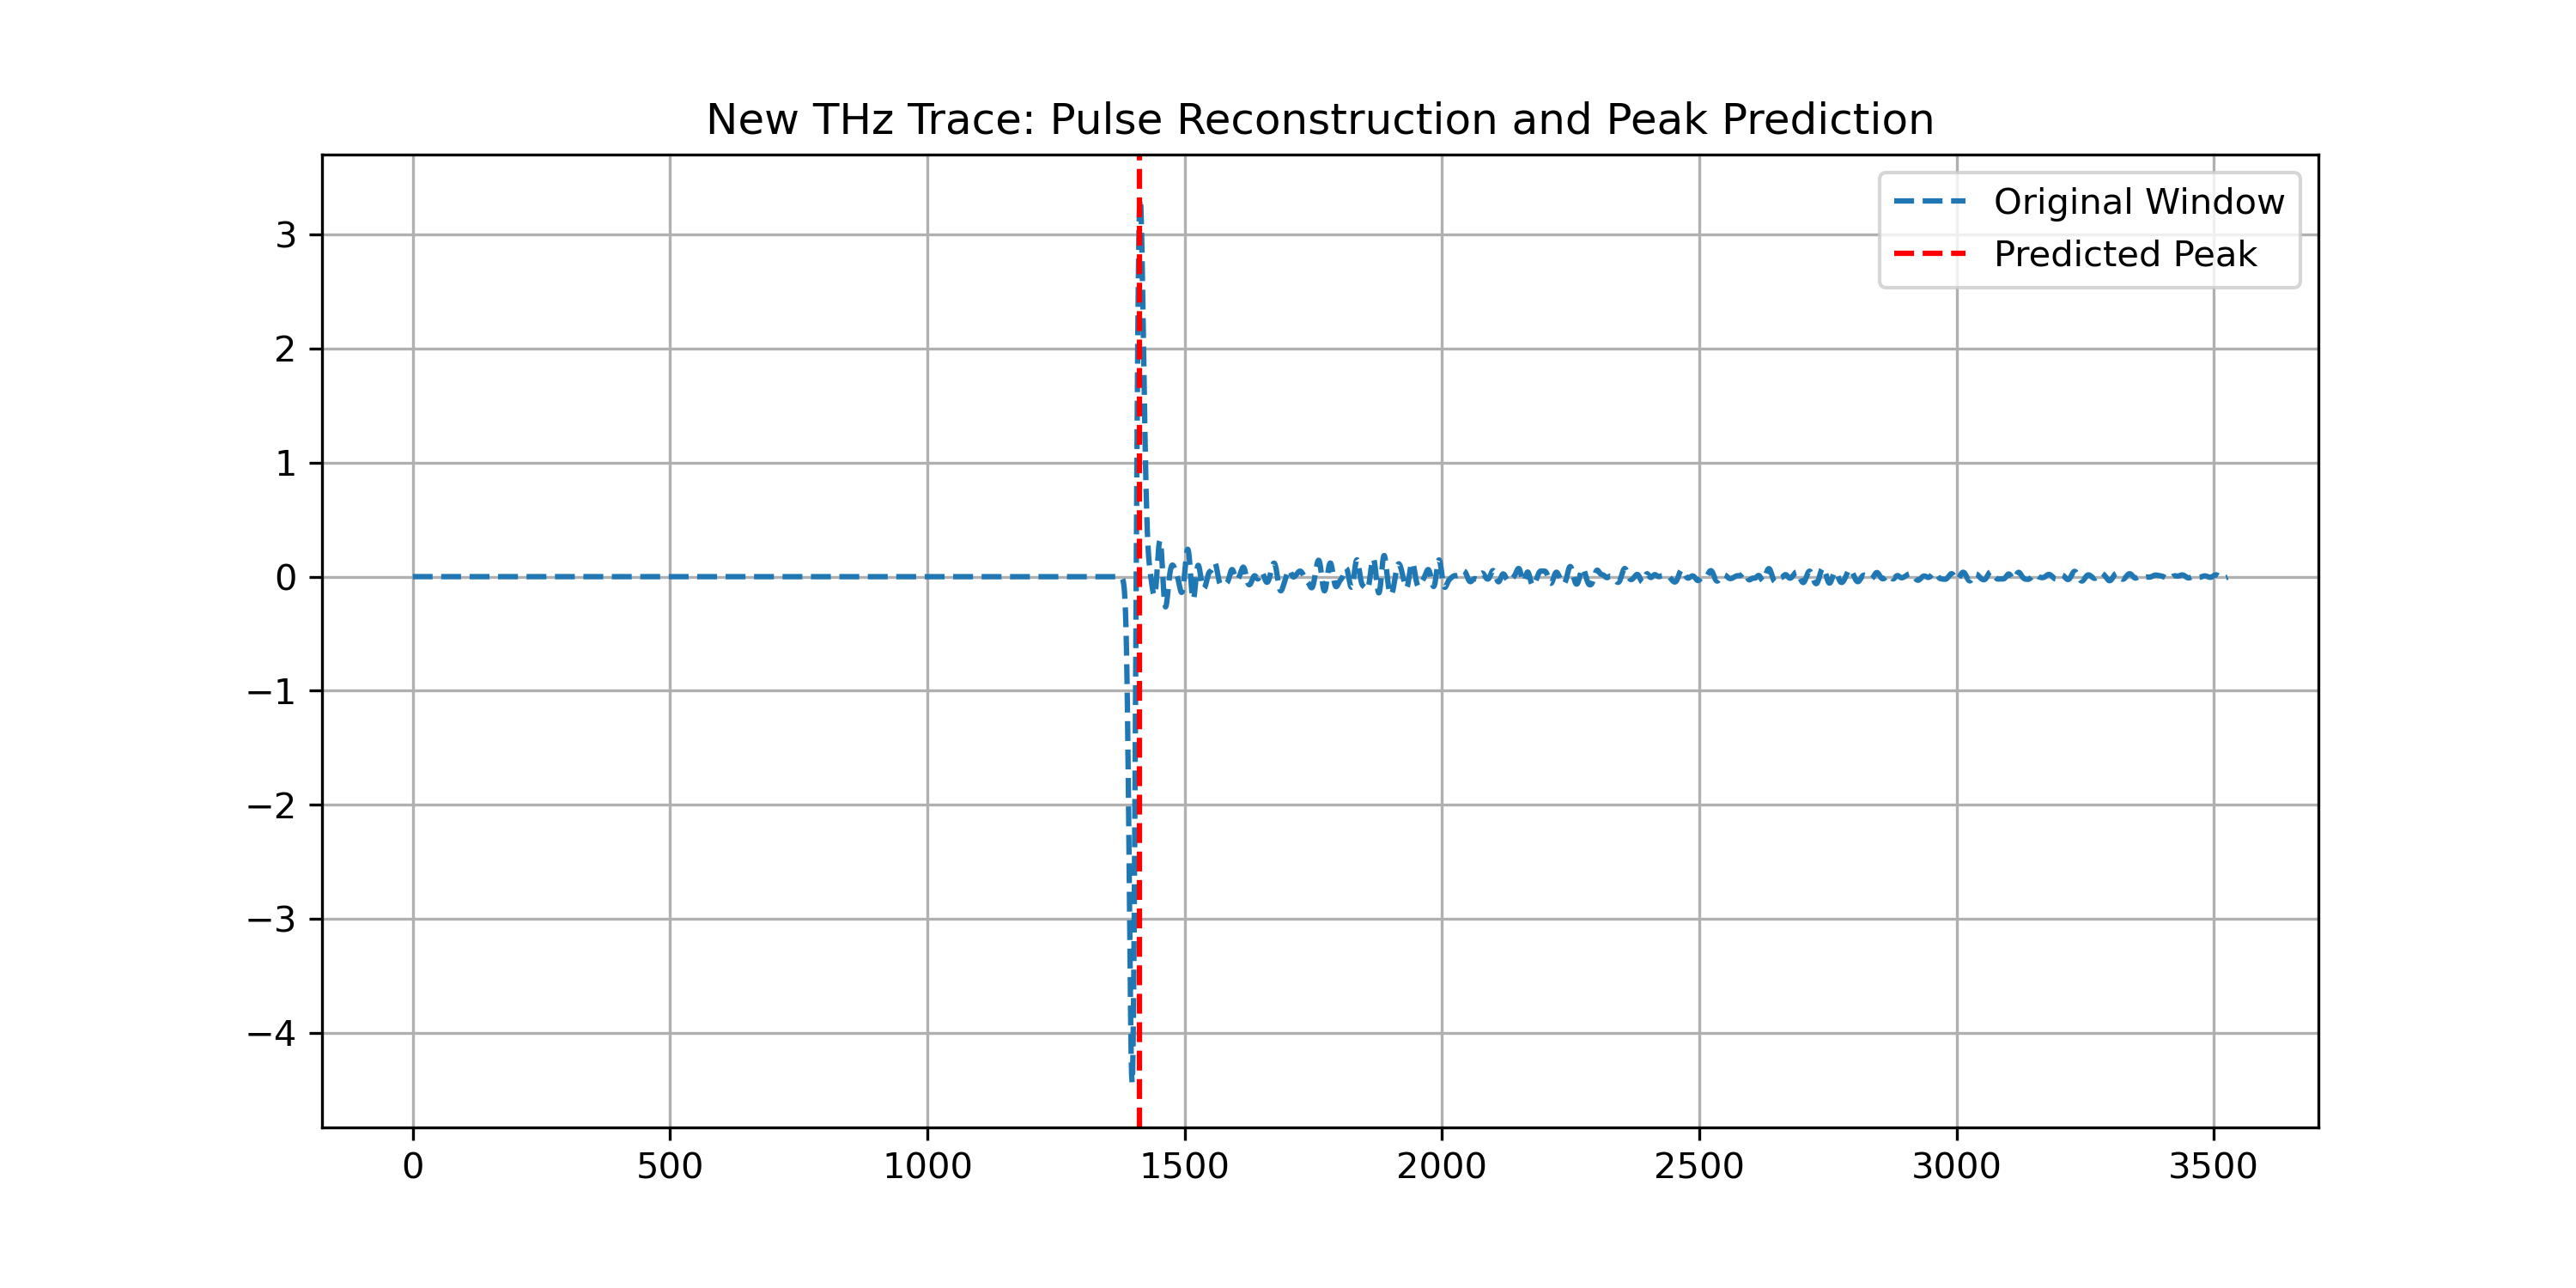 New THz Trace: Pulse Reconstruction and Peak Prediction
Original Window
Predicted Peak
3
2
1
0
−1
−2
−3
−4
0 500 1000 1500 2000 2500 3000 3500